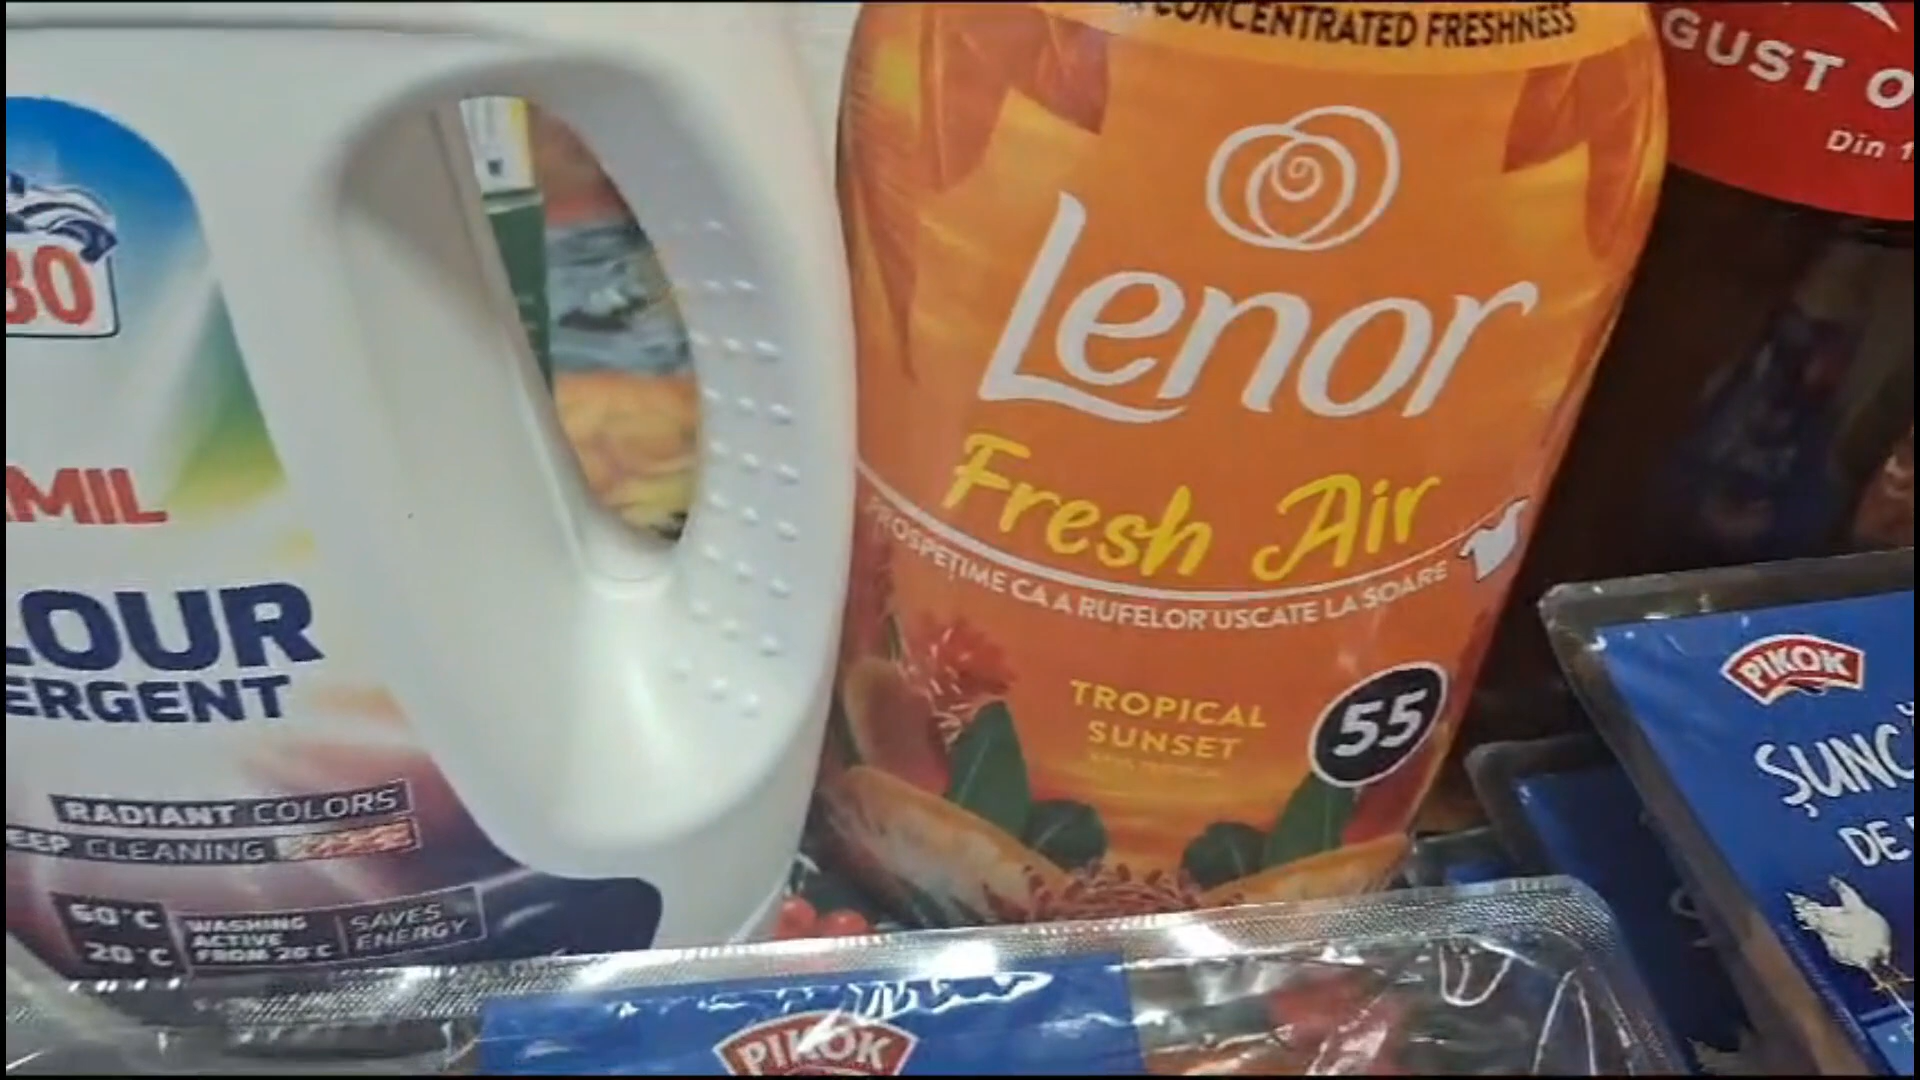 CONCENTRATED FRESHNESS
GUST O
Din 1
Lenor
Fresh Air
PROSPEȚIME CA A RUFELOR USCATE LA SOARE
TROPICAL
SUNSET
55
30
MIL
LOUR
ERGENT
RADIANT COLORS
EEP CLEANING
60°C
20°C
WASHING
ACTIVE
FROM 20°C
SAVES
ENERGY
PIKOK
ȘUNC
DE
PIKOK